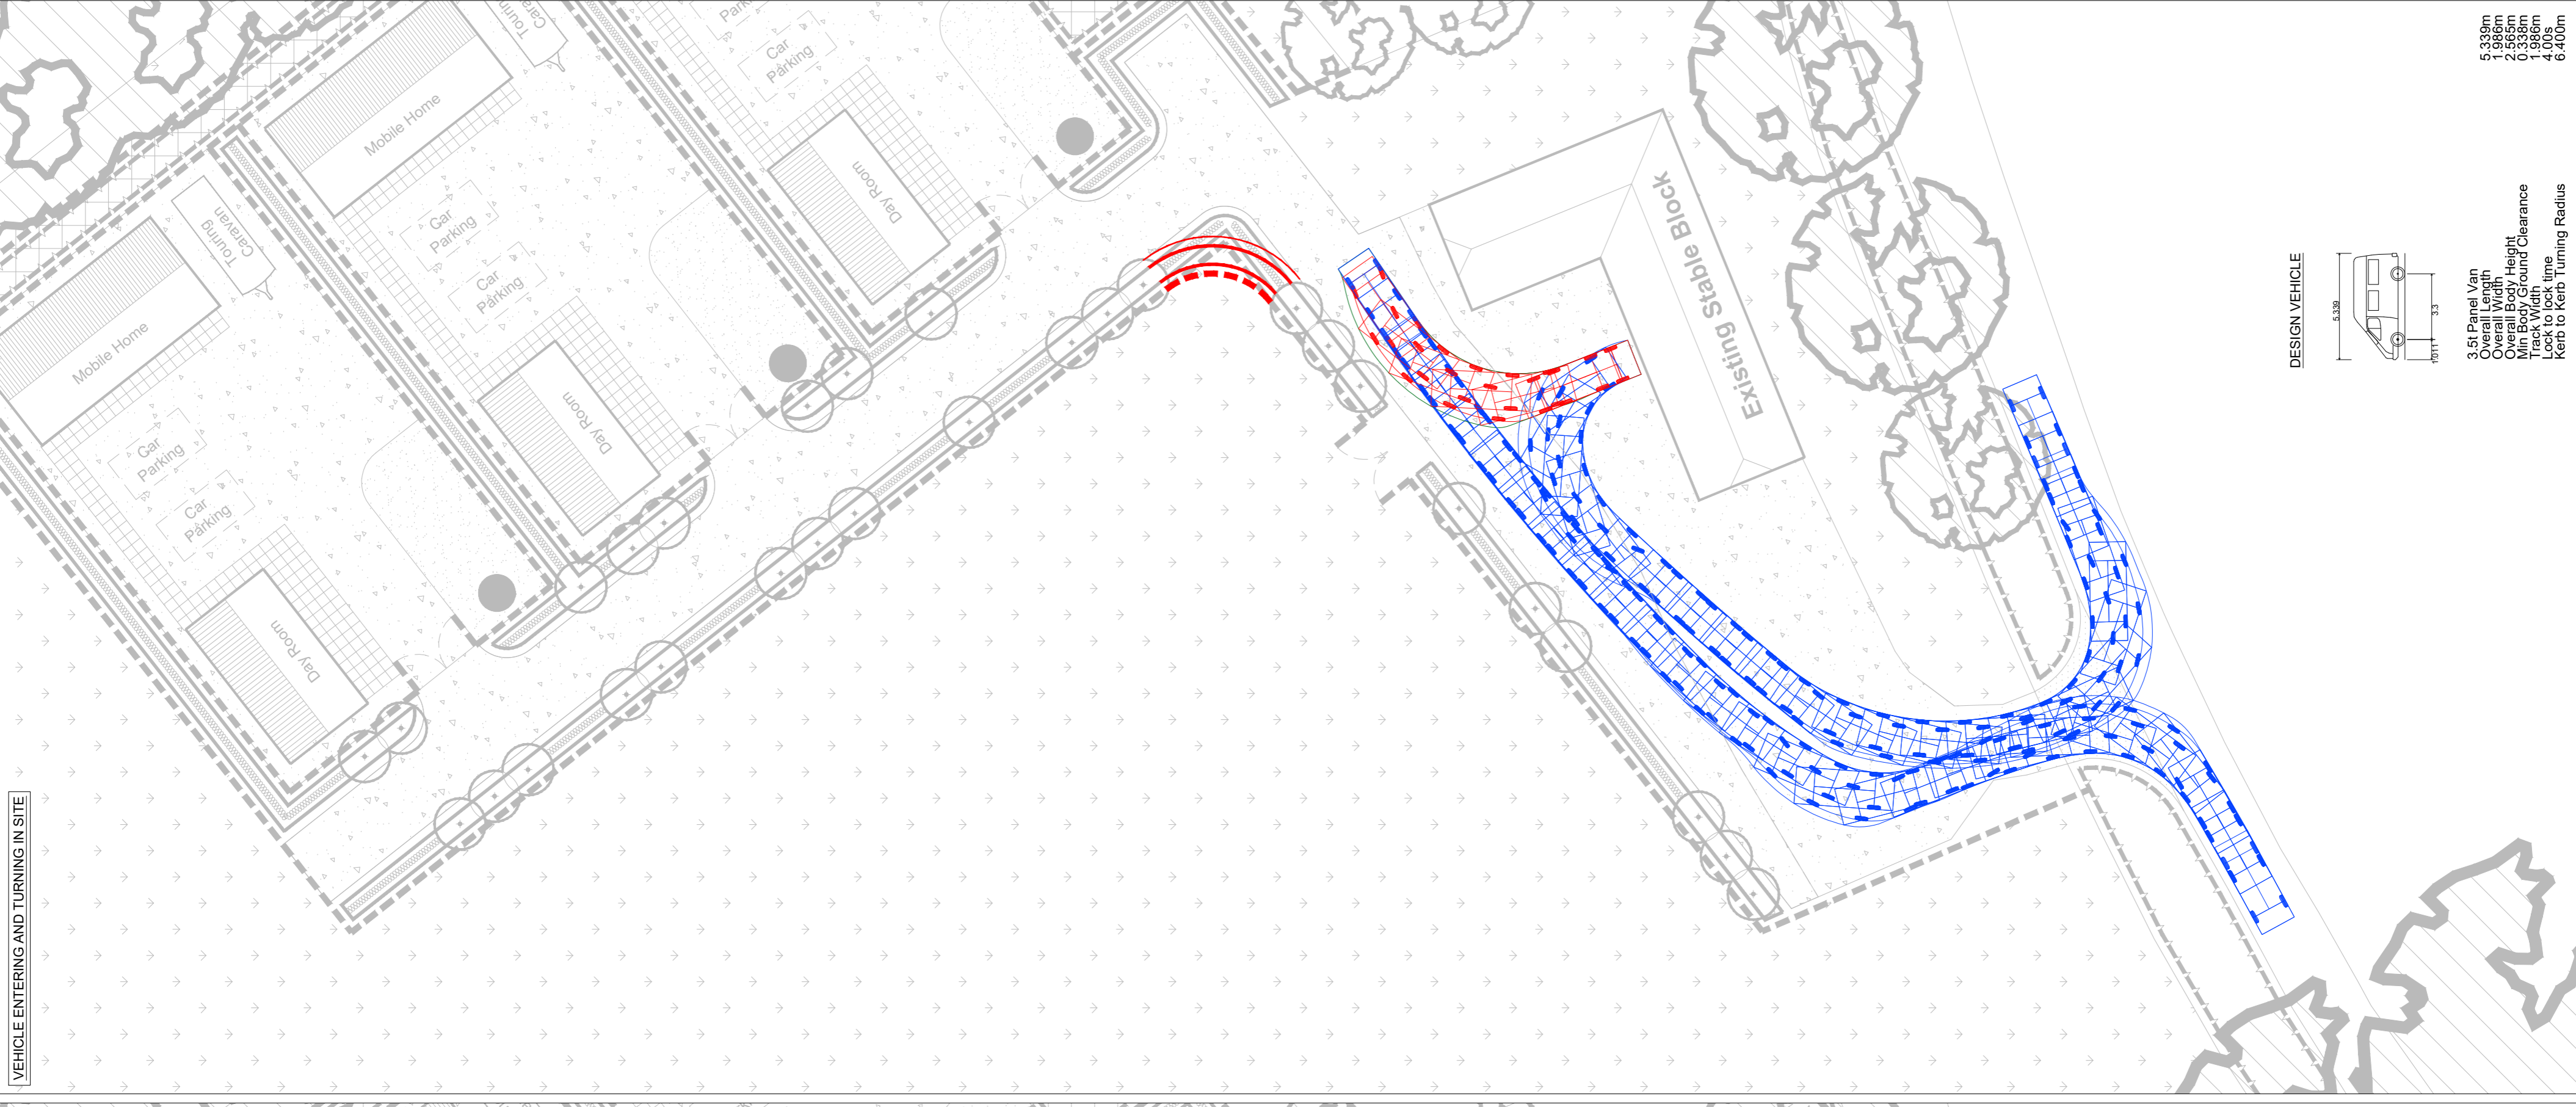 VEHICLE ENTERING AND TURNING IN SITE
Mobile Home
Touring
Caravan
Car
Parking
Car
Parking
Day Room
Mobile Home
Touring
Car
Parking
Car
Parking
Day Room
Car
Parking
Day Room
Existing Stable Block
DESIGN VEHICLE
5.339
1.011
3.3
3.5t Panel Van
Overall Length 5.339m
Overall Width 1.986m
Overall Body Height 2.565m
Min Body Ground Clearance 0.338m
Track Width 1.986m
Lock to lock time 4.00s
Kerb to Kerb Turning Radius 6.400m